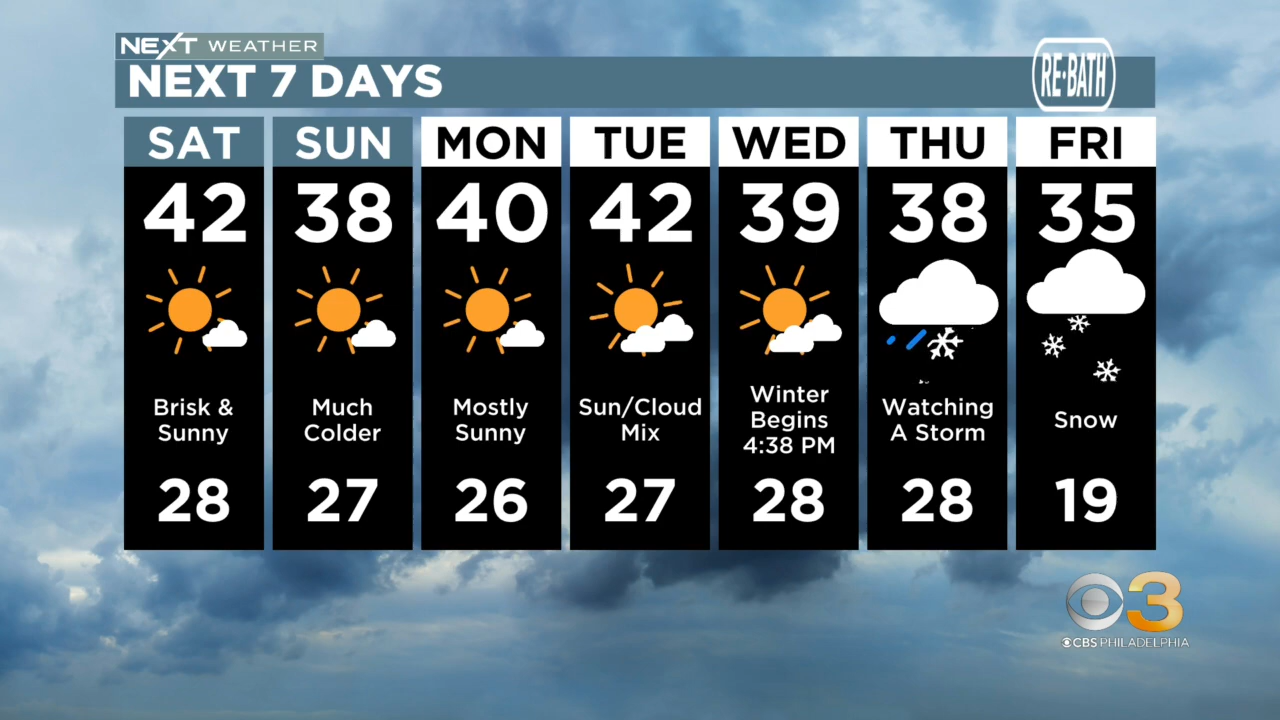 NEXT WEATHER
NEXT 7 DAYS
RE·BATH
SAT
42
Brisk &
Sunny
28
SUN
38
Much
Colder
27
MON
40
Mostly
Sunny
26
TUE
42
Sun/Cloud
Mix
27
WED
39
Winter
Begins
4:38 PM
28
THU
38
Watching
A Storm
28
FRI
35
Snow
19
3
CBS PHILADELPHIA